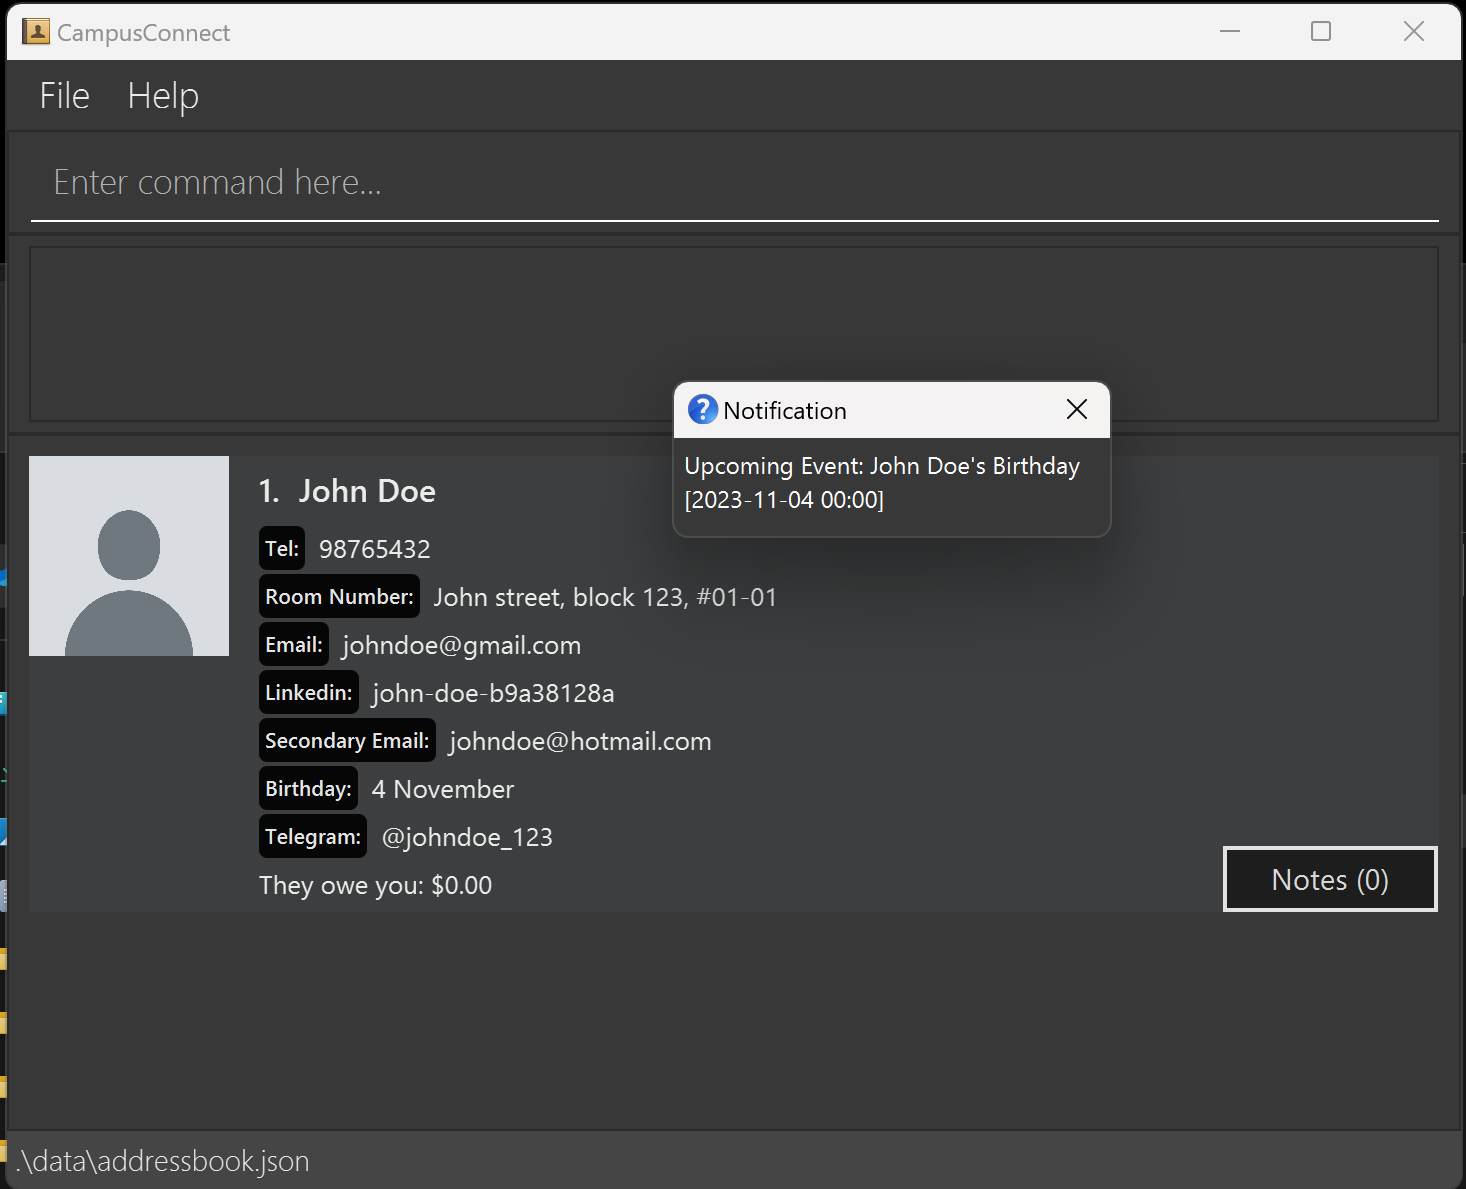 CampusConnect
File Help
Enter command here...
Notification
Upcoming Event: John Doe's Birthday
[2023-11-04 00:00]
1. John Doe
Tel: 98765432
Room Number: John street, block 123, #01-01
Email: johndoe@gmail.com
Linkedin: john-doe-b9a38128a
Secondary Email: johndoe@hotmail.com
Birthday: 4 November
Telegram: @johndoe_123
They owe you: $0.00
Notes (0)
.\data\addressbook.json